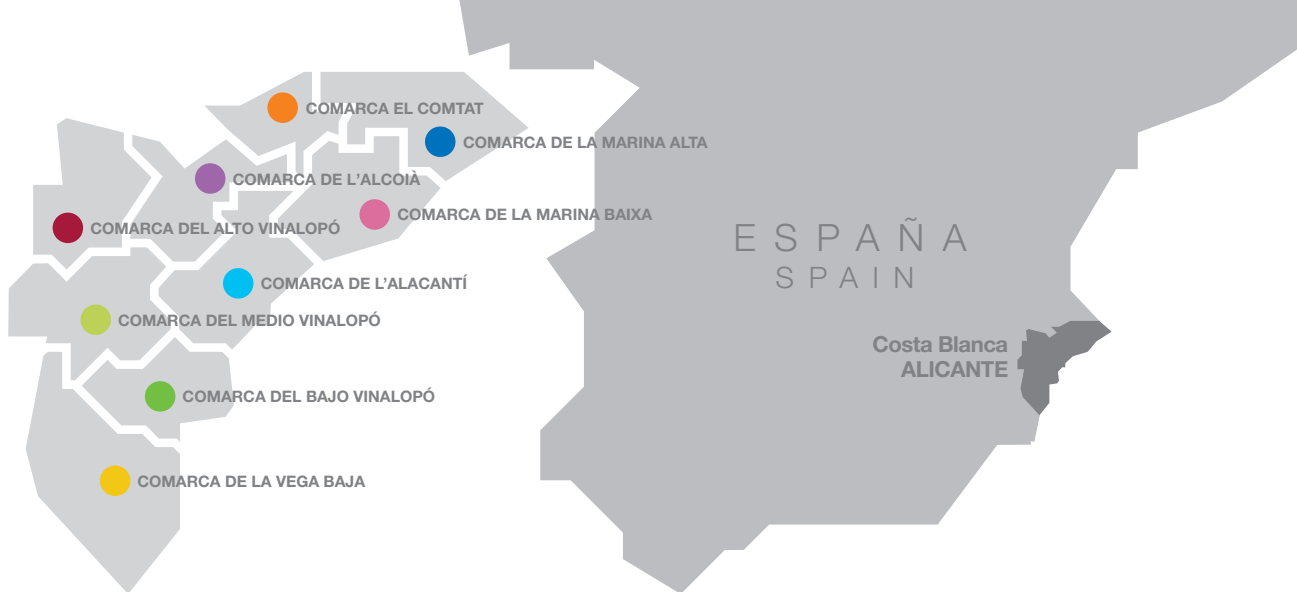 COMARCA EL COMTAT
COMARCA DE LA MARINA ALTA
COMARCA DE L’ALCOIÀ
COMARCA DE LA MARINA BAIXA
COMARCA DEL ALTO VINALOPÓ
COMARCA DE L’ALACANTÍ
COMARCA DEL MEDIO VINALOPÓ
COMARCA DEL BAJO VINALOPÓ
COMARCA DE LA VEGA BAJA
ESPAÑA
SPAIN
Costa Blanca
ALICANTE